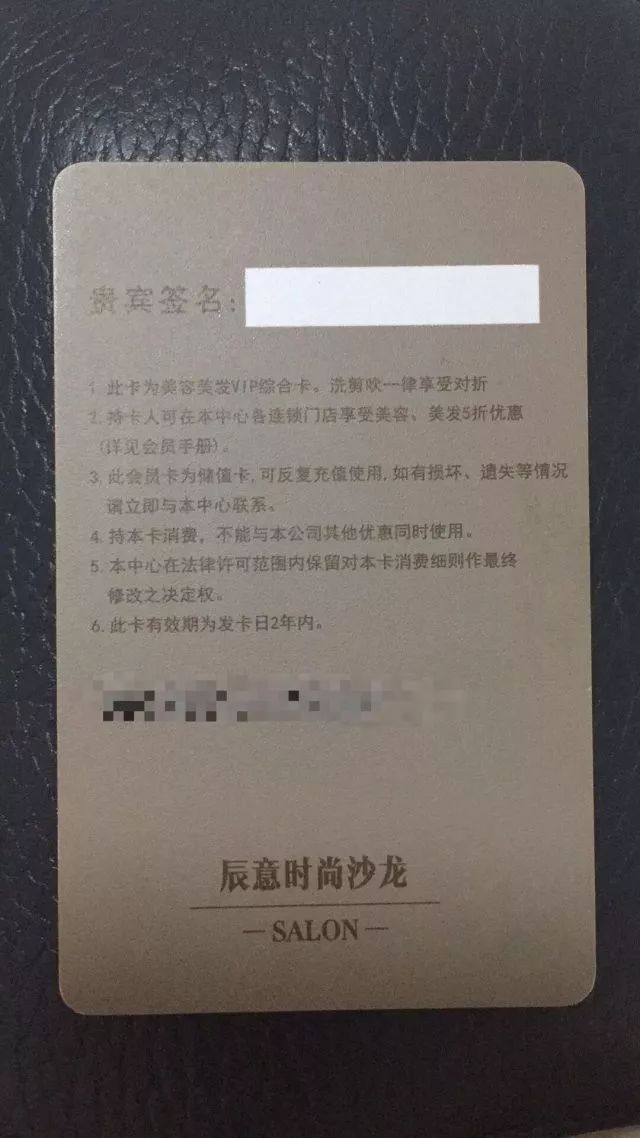 贵宾签名:
1. 此卡为美容美发VIP综合卡。洗剪吹一律享受对折
2. 持卡人可在本中心各连锁门店享受美容、美发5折优惠
(详见会员手册)。
3. 此会员卡为储值卡,可反复充值使用,如有损坏、遗失等情况
请立即与本中心联系。
4. 持本卡消费,不能与本公司其他优惠同时使用。
5. 本中心在法律许可范围内保留对本卡消费细则作最终
修改之决定权。
6. 此卡有效期为发卡日2年内。
辰意时尚沙龙
—SALON—